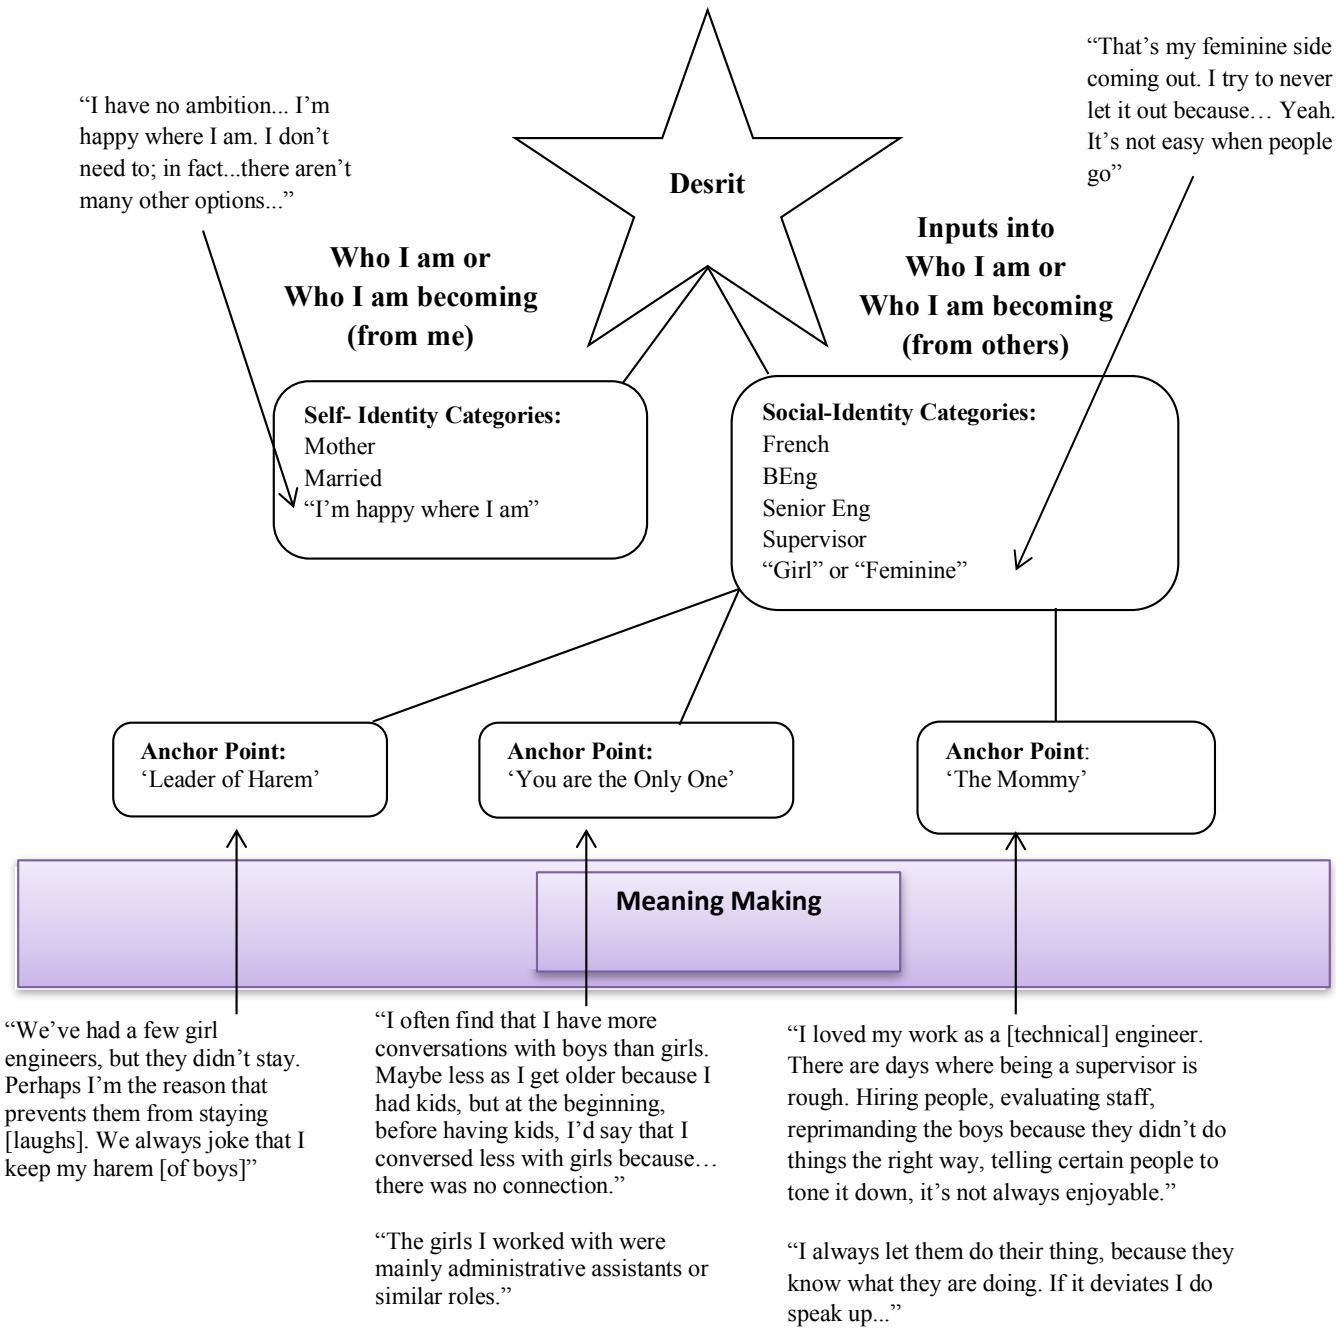 “I have no ambition... I’m
happy where I am. I don’t
need to; in fact...there aren’t
many other options...”
“That’s my feminine side
coming out. I try to never
let it out because… Yeah.
It’s not easy when people
go”
Desrit
Who I am or
Who I am becoming
(from me)
Inputs into
Who I am or
Who I am becoming
(from others)
Self- Identity Categories:
Mother
Married
“I’m happy where I am”
Social-Identity Categories:
French
BEng
Senior Eng
Supervisor
“Girl” or “Feminine”
Anchor Point:
‘Leader of Harem’
Anchor Point:
‘You are the Only One’
Anchor Point:
‘The Mommy’
Meaning Making
“We’ve had a few girl
engineers, but they didn’t stay.
Perhaps I’m the reason that
prevents them from staying
[laughs]. We always joke that I
keep my harem [of boys]”
“I often find that I have more
conversations with boys than girls.
Maybe less as I get older because I
had kids, but at the beginning,
before having kids, I’d say that I
conversed less with girls because…
there was no connection.”
“The girls I worked with were
mainly administrative assistants or
similar roles.”
“I loved my work as a [technical] engineer.
There are days where being a supervisor is
rough. Hiring people, evaluating staff,
reprimanding the boys because they didn’t do
things the right way, telling certain people to
tone it down, it’s not always enjoyable.”
“I always let them do their thing, because they
know what they are doing. If it deviates I do
speak up...”